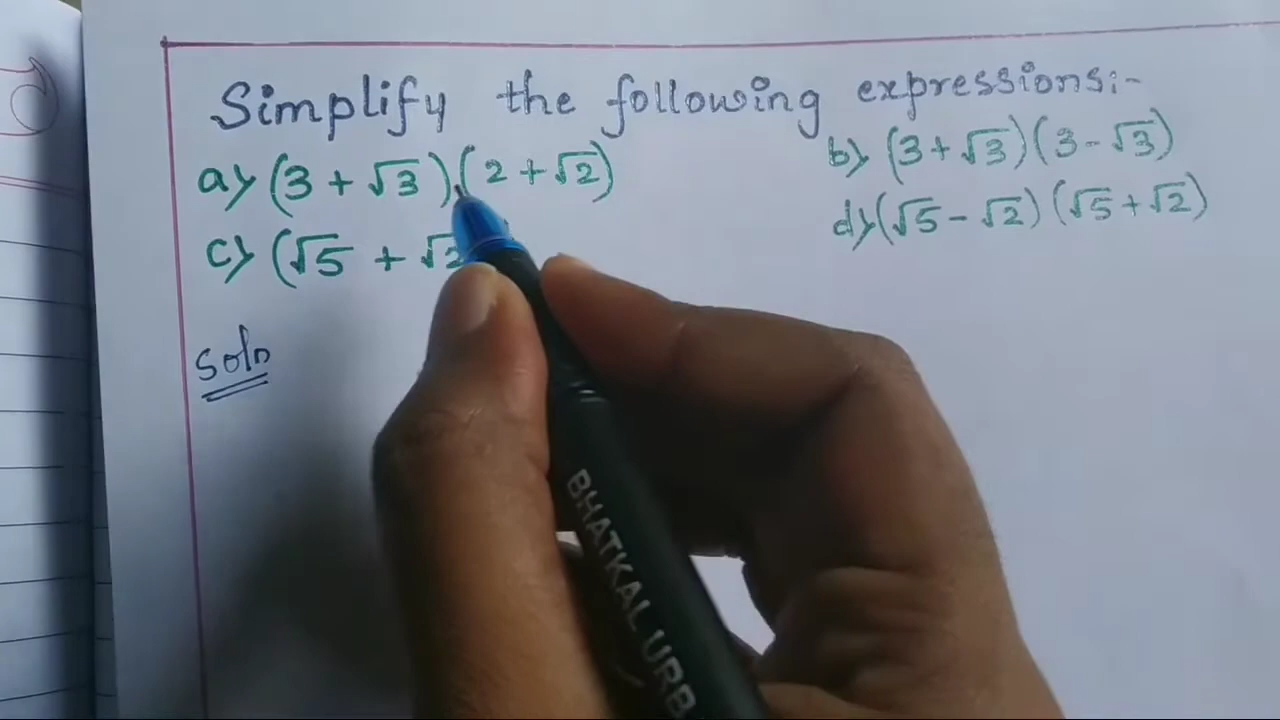 Simplify the following expressions:-
a) (3 + √3)(2 + √2)
b) (3 + √3)(3 - √3)
c) (√5 + √2
d) (√5 - √2)(√5 + √2)
Soln
BHATKAL URB